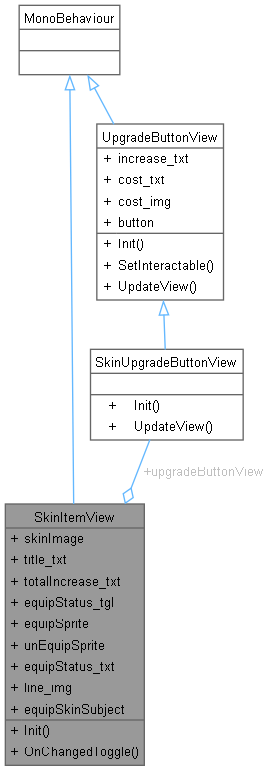 MonoBehaviour
UpgradeButtonView
+ increase_txt
+ cost_txt
+ cost_img
+ button
+ Init()
+ SetInteractable()
+ UpdateView()
SkinUpgradeButtonView
+ Init()
+ UpdateView()
+upgradeButtonView
SkinItemView
+ skinImage
+ title_txt
+ totalIncrease_txt
+ equipStatus_tgl
+ equipSprite
+ unEquipSprite
+ equipStatus_txt
+ line_img
+ equipSkinSubject
+ Init()
+ OnChangedToggle()